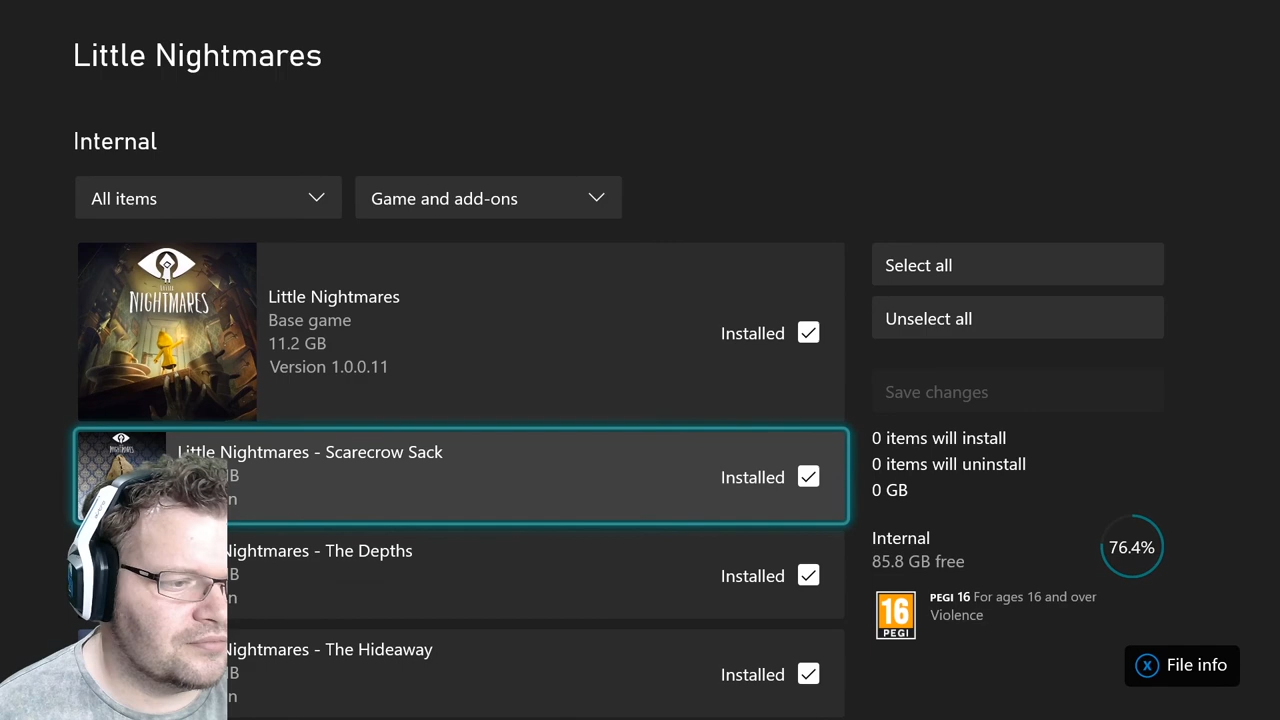 Little Nightmares
Internal
All items
Game and add-ons
NIGHTMARES
Little Nightmares
Base game
11.2 GB
Version 1.0.0.11
Installed
Little Nightmares - Scarecrow Sack
Installed
Nightmares - The Depths
Installed
Nightmares - The Hideaway
Installed
Select all
Unselect all
Save changes
0 items will install
0 items will uninstall
0 GB
Internal
85.8 GB free
76.4%
16
PEGI
PEGI 16 For ages 16 and over
Violence
X File info